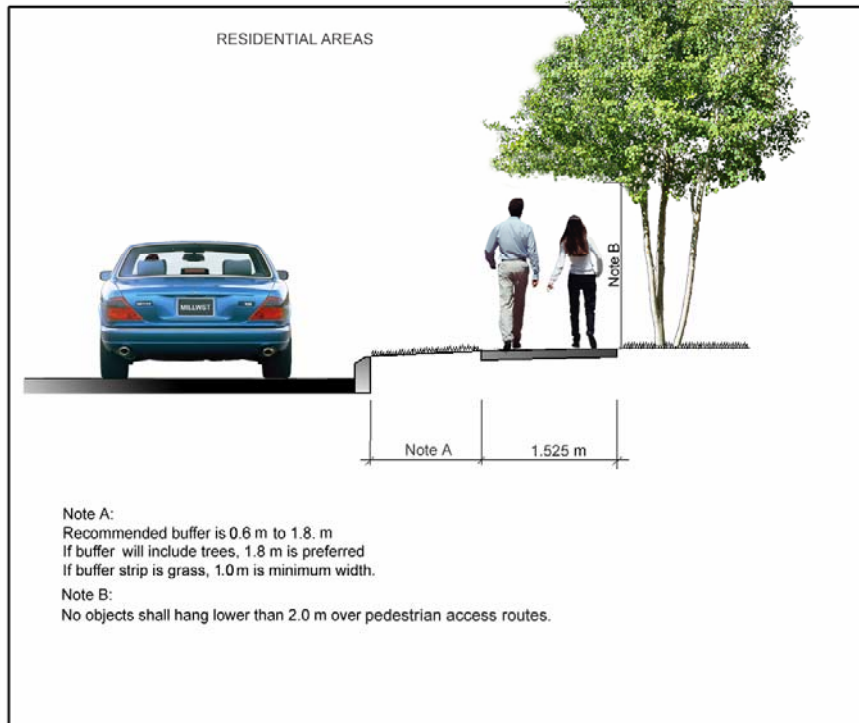 RESIDENTIAL AREAS
MILLWST
Note B
Note A
1.525 m
Note A:
Recommended buffer is 0.6 m to 1.8. m
If buffer will include trees, 1.8 m is preferred
If buffer strip is grass, 1.0 m is minimum width.
Note B:
No objects shall hang lower than 2.0 m over pedestrian access routes.